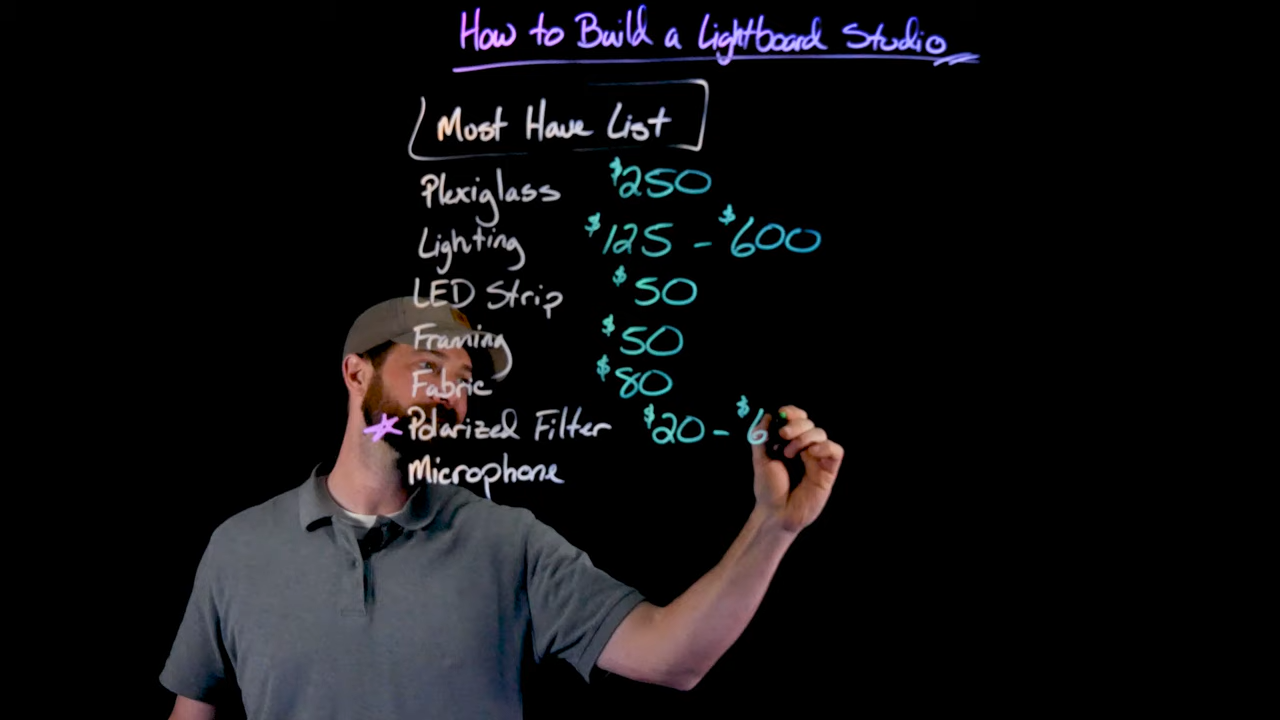 How to Build a Lightboard Studio
Most Have List
Plexiglass $250
Lighting $125 - $600
LED Strip $50
Framing $50
Fabric $80
Polarized Filter $20 - $6
Microphone